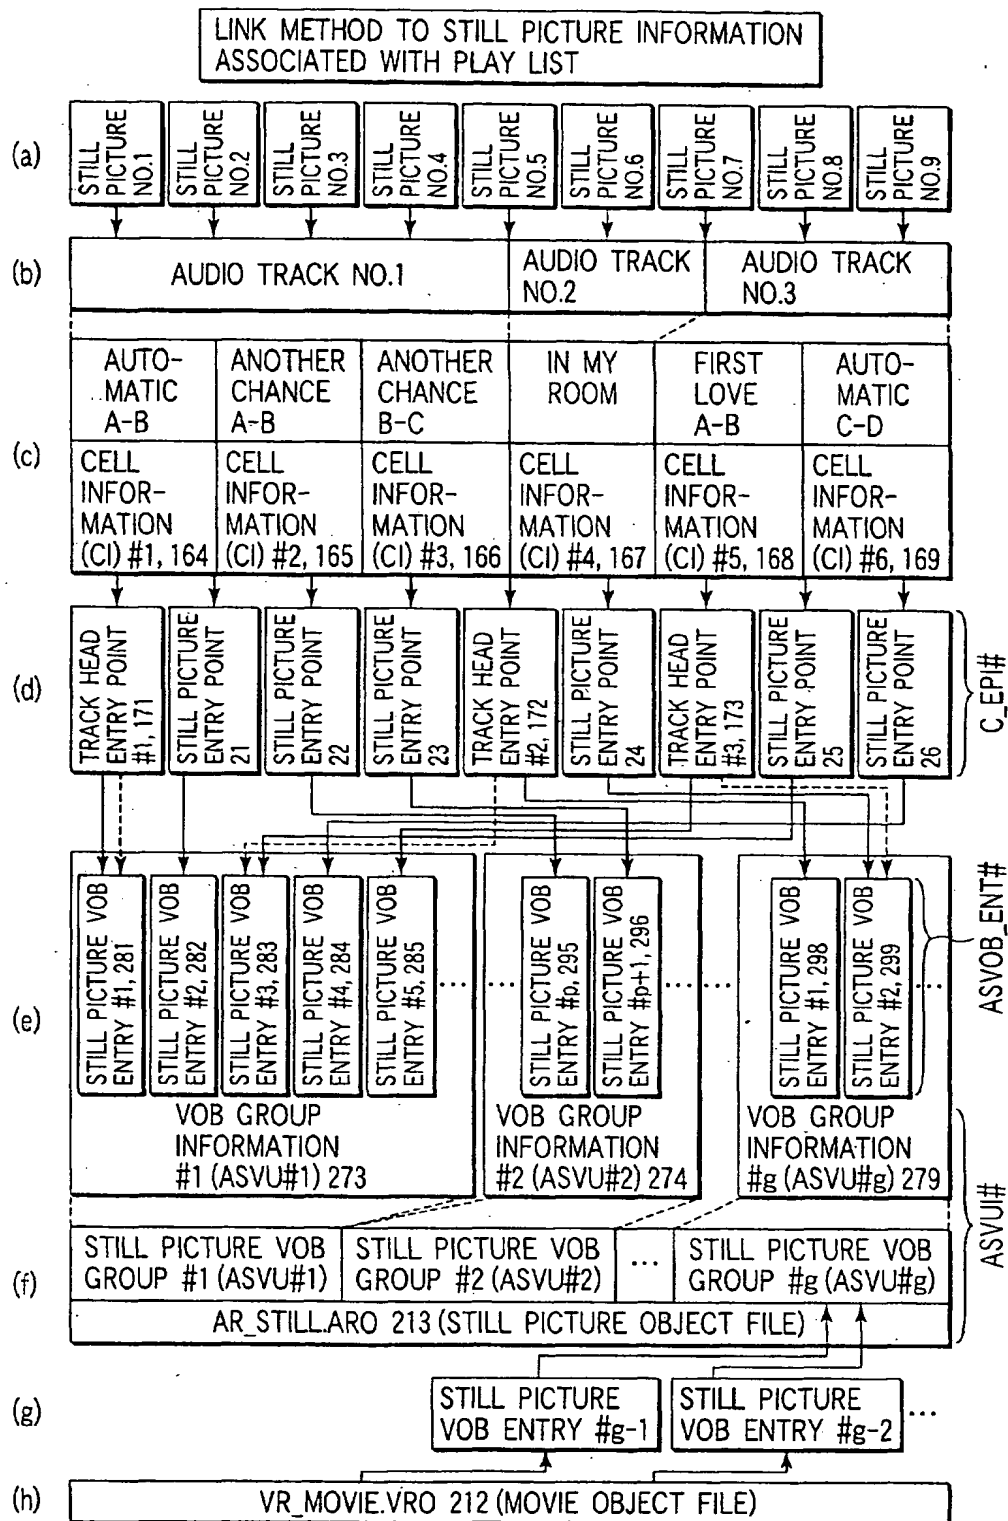 LINK METHOD TO STILL PICTURE INFORMATION
ASSOCIATED WITH PLAY LIST
(a)
STILL
PICTURE
NO.1
STILL
PICTURE
NO.2
STILL
PICTURE
NO.3
STILL
PICTURE
NO.4
STILL
PICTURE
NO.5
STILL
PICTURE
NO.6
STILL
PICTURE
NO.7
STILL
PICTURE
NO.8
STILL
PICTURE
NO.9
(b)
AUDIO TRACK NO.1
AUDIO TRACK
NO.2
AUDIO TRACK
NO.3
(c)
AUTO-
MATIC
A-B
ANOTHER
CHANCE
A-B
ANOTHER
CHANCE
B-C
IN MY
ROOM
FIRST
LOVE
A-B
AUTO-
MATIC
C-D
CELL
INFOR-
MATION
(CI) #1, 164
CELL
INFOR-
MATION
(CI) #2, 165
CELL
INFOR-
MATION
(CI) #3, 166
CELL
INFOR-
MATION
(CI) #4, 167
CELL
INFOR-
MATION
(CI) #5, 168
CELL
INFOR-
MATION
(CI) #6, 169
(d)
TRACK HEAD
ENTRY POINT
#1, 171
STILL PICTURE
ENTRY POINT
21
STILL PICTURE
ENTRY POINT
22
STILL PICTURE
ENTRY POINT
23
TRACK HEAD
ENTRY POINT
#2, 172
STILL PICTURE
ENTRY POINT
24
TRACK HEAD
ENTRY POINT
#3, 173
STILL PICTURE
ENTRY POINT
25
STILL PICTURE
ENTRY POINT
26
C_EPI#
(e)
STILL PICTURE VOB
ENTRY #1, 281
STILL PICTURE VOB
ENTRY #2, 282
STILL PICTURE VOB
ENTRY #3, 283
STILL PICTURE VOB
ENTRY #4, 284
STILL PICTURE VOB
ENTRY #5, 285
STILL PICTURE VOB
ENTRY #p, 295
STILL PICTURE VOB
ENTRY #p+1, 296
STILL PICTURE VOB
ENTRY #1, 298
STILL PICTURE VOB
ENTRY #2, 299
ASVOB_ENT#
VOB GROUP
INFORMATION
#1 (ASVU#1) 273
VOB GROUP
INFORMATION
#2 (ASVU#2) 274
VOB GROUP
INFORMATION
#g (ASVU#g) 279
ASVUI#
(f)
STILL PICTURE VOB
GROUP #1 (ASVU#1)
STILL PICTURE VOB
GROUP #2 (ASVU#2)
...
STILL PICTURE VOB
GROUP #g (ASVU#g)
AR_STILL.ARO 213 (STILL PICTURE OBJECT FILE)
(g)
STILL PICTURE
VOB ENTRY #g-1
STILL PICTURE
VOB ENTRY #g-2
...
(h)
VR_MOVIE.VRO 212 (MOVIE OBJECT FILE)